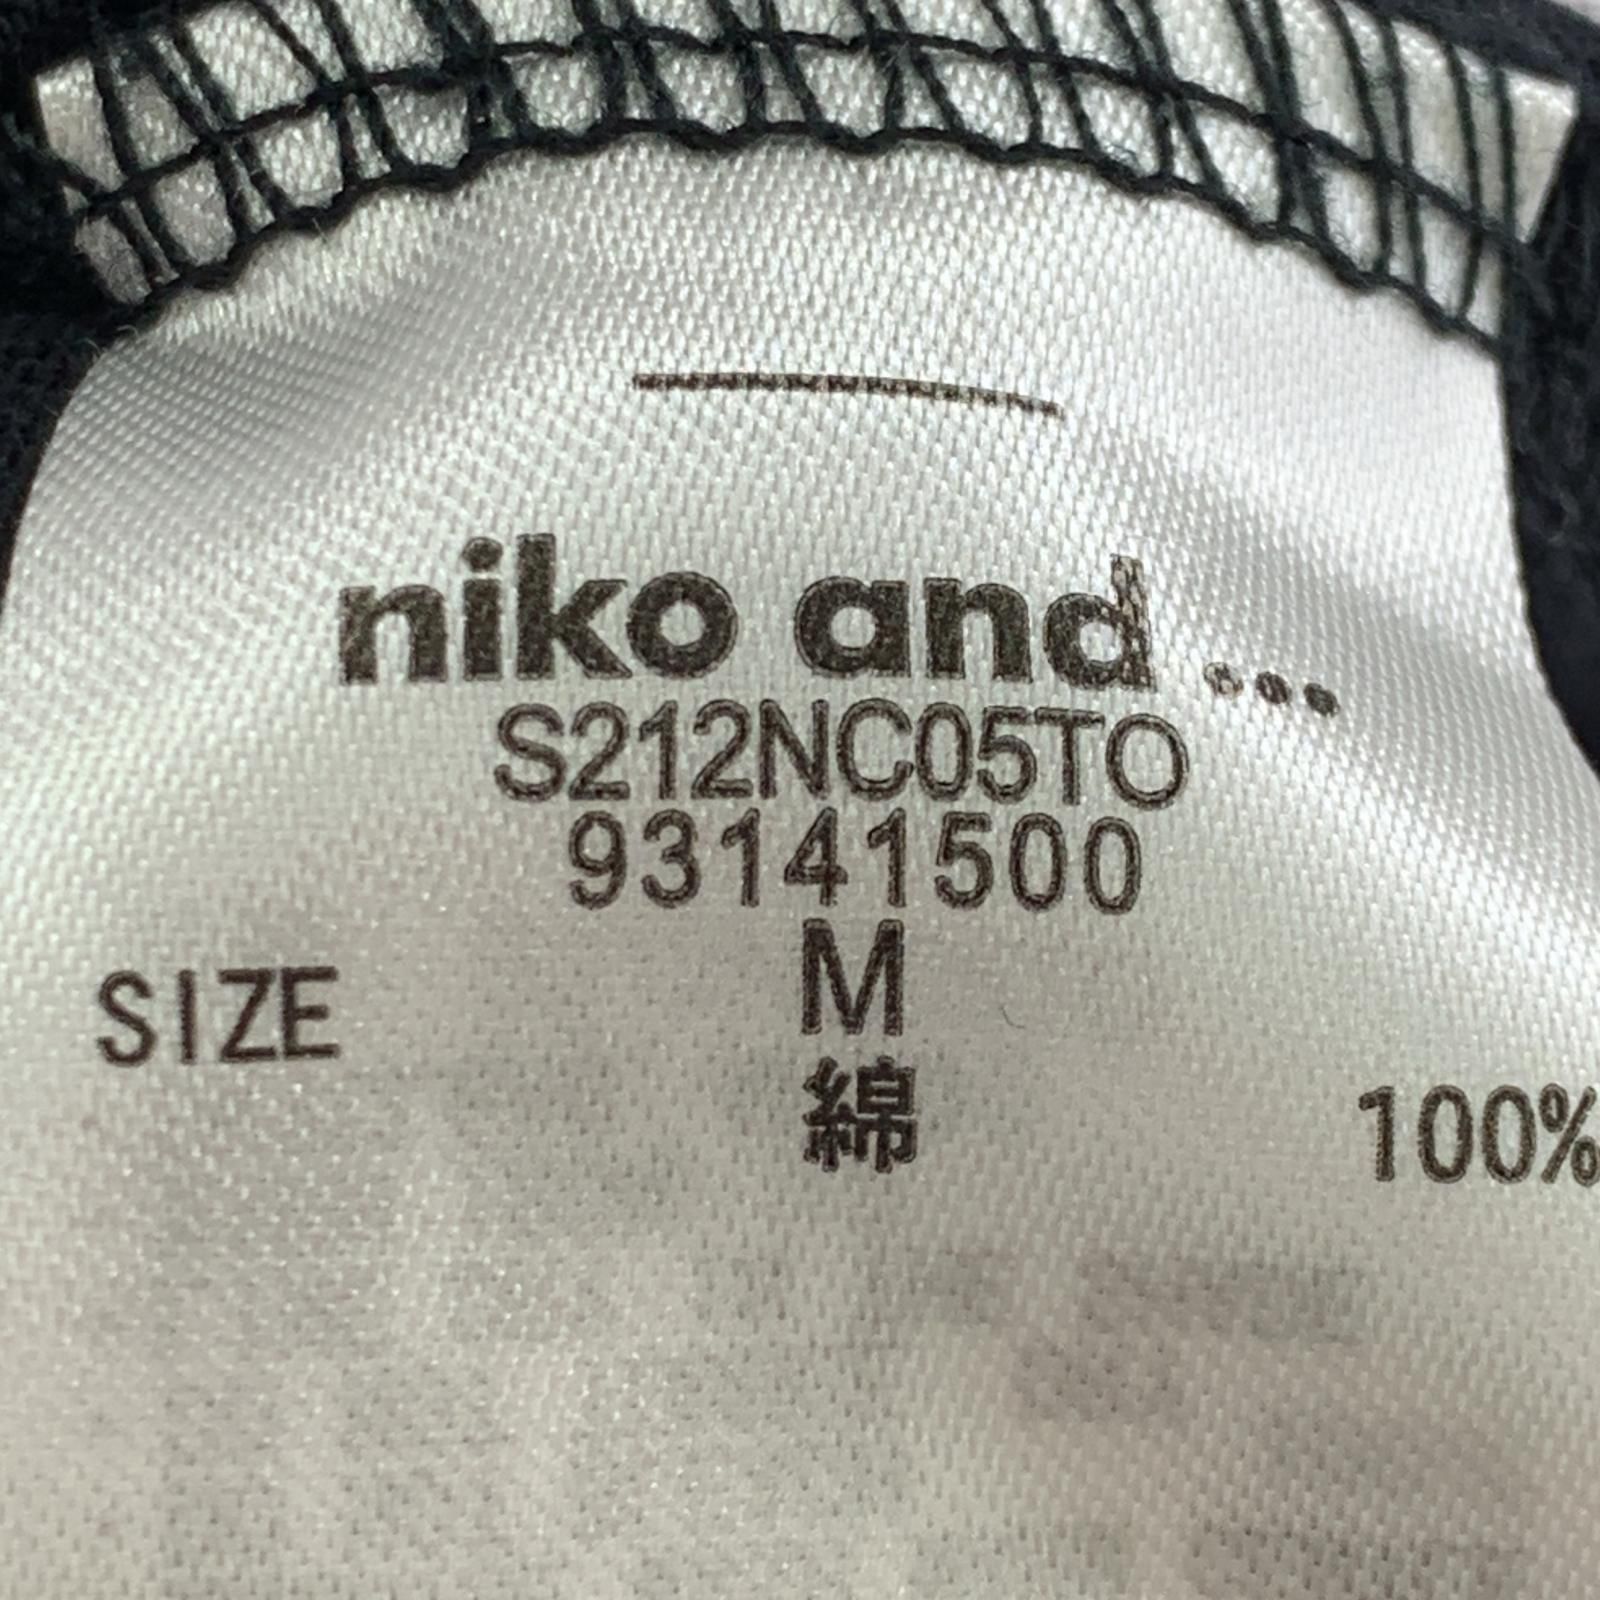 niko and ...
S212NC05TO
93141500
SIZE M
綿 100%